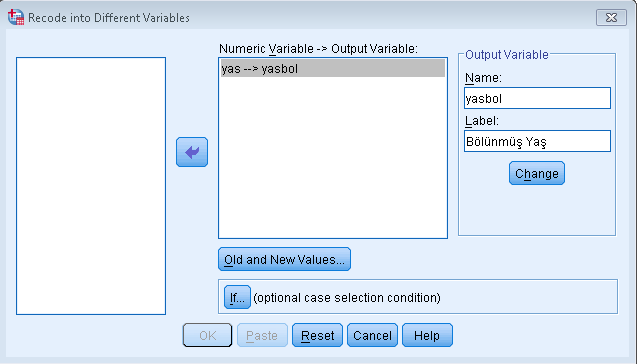 Recode into Different Variables
Numeric Variable -> Output Variable:
yas --> yasbol
Output Variable
Name:
yasbol
Label:
Bölünmüş Yaş
Change
Old and New Values...
If... (optional case selection condition)
OK Paste Reset Cancel Help